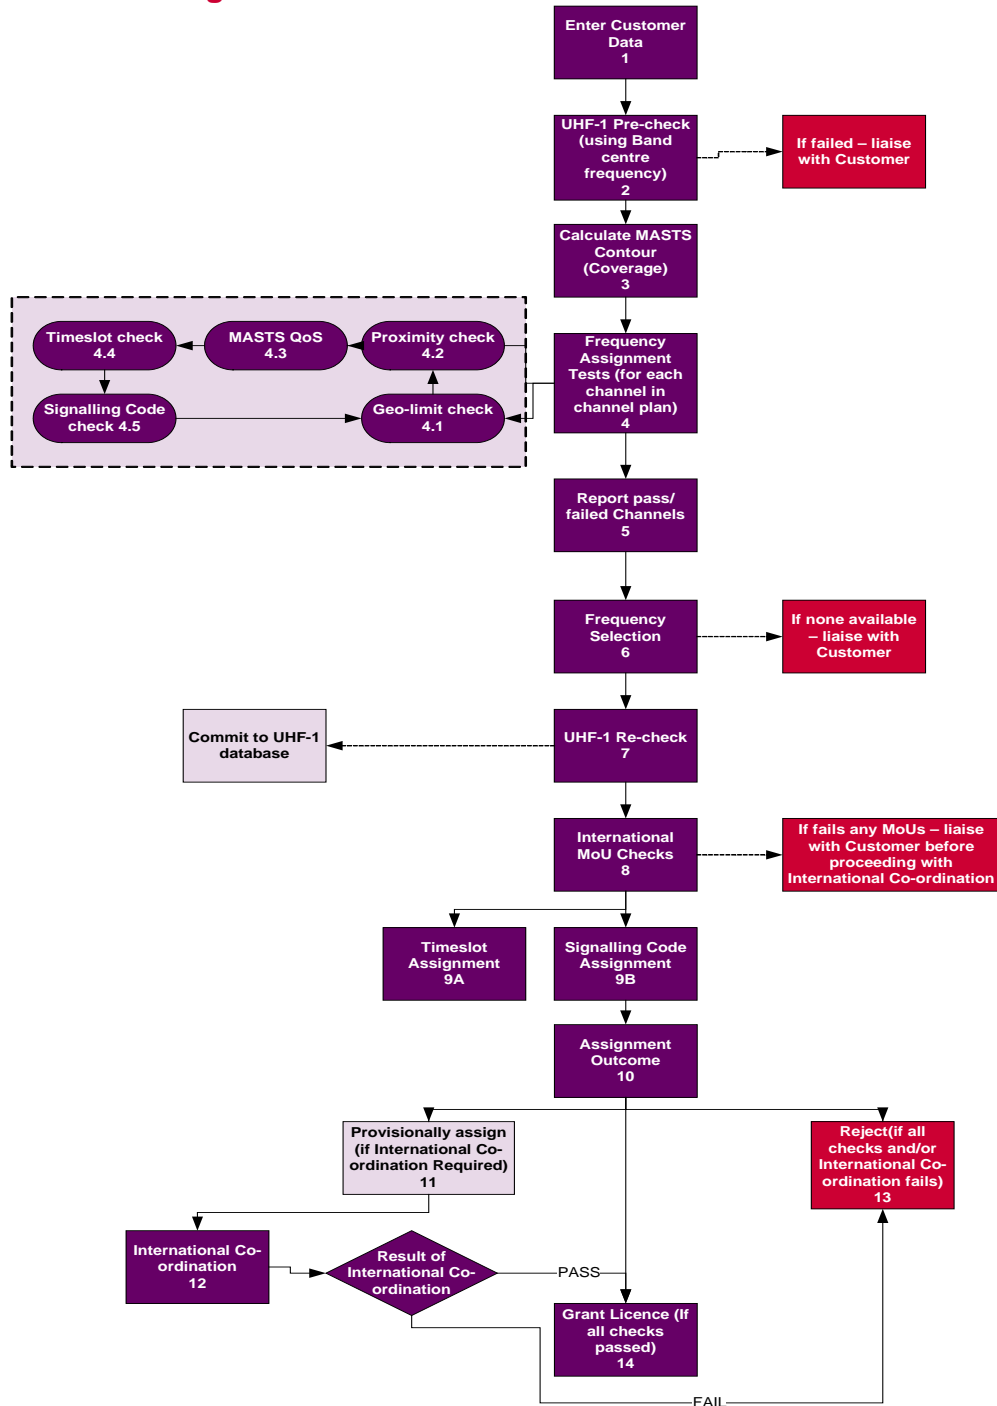 Enter Customer
Data
1
UHF-1 Pre-check
(using Band
centre
frequency)
2
If failed – liaise
with Customer
Calculate MASTS
Contour
(Coverage)
3
Timeslot check
4.4
MASTS QoS
4.3
Proximity check
4.2
Frequency
Assignment
Tests (for each
channel in
channel plan)
4
Signalling Code
check 4.5
Geo-limit check
4.1
Report pass/
failed Channels
5
Frequency
Selection
6
If none available
– liaise with
Customer
Commit to UHF-1
database
UHF-1 Re-check
7
International
MoU Checks
8
If fails any MoUs – liaise
with Customer before
proceeding with
International Co-ordination
Timeslot
Assignment
9A
Signalling Code
Assignment
9B
Assignment
Outcome
10
Provisionally assign
(if International Co-
ordination Required)
11
Reject(if all
checks and/or
International Co-
ordination fails)
13
International Co-
ordination
12
Result of
International Co-
ordination
PASS
Grant Licence (If
all checks
passed)
14
FAIL